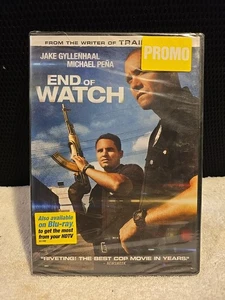 FROM THE WRITER OF TRAI
PROMO
JAKE GYLLENHAAL
MICHAEL PEÑA
END OF
WATCH
Also available
on Blu-ray
to get the most
from your HDTV
"RIVETING! THE BEST COP MOVIE IN YEARS"